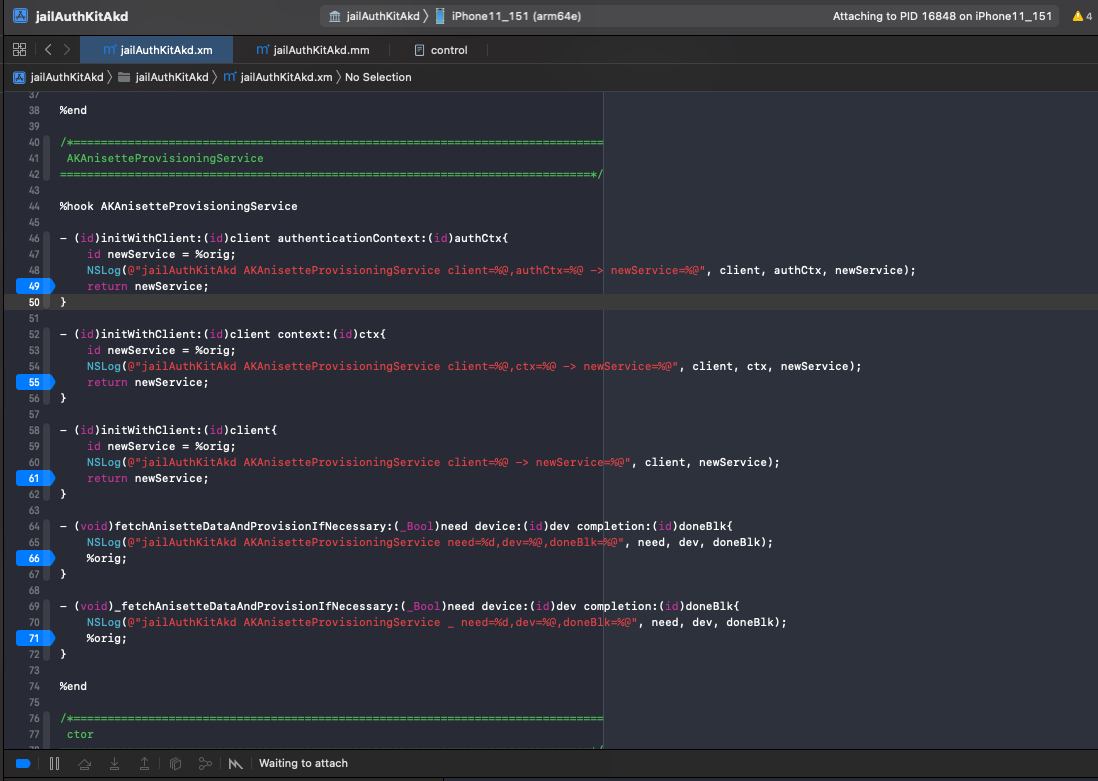 jailAuthKitAkd
jailAuthKitAkd 〉 iPhone11_151 (arm64e)
Attaching to PID 16848 on iPhone11_151
4
jailAuthKitAkd.xm
jailAuthKitAkd.mm
control
jailAuthKitAkd 〉 jailAuthKitAkd 〉 jailAuthKitAkd.xm 〉 No Selection
37
38 %end
39
40 /*==============================================================================
41 AKAnisetteProvisioningService
42 ==============================================================================*/
43
44 %hook AKAnisetteProvisioningService
45
46 - (id)initWithClient:(id)client authenticationContext:(id)authCtx{
47 id newService = %orig;
48 NSLog(@"jailAuthKitAkd AKAnisetteProvisioningService client=%@,authCtx=%@ -> newService=%@", client, authCtx, newService);
49 return newService;
50 }
51
52 - (id)initWithClient:(id)client context:(id)ctx{
53 id newService = %orig;
54 NSLog(@"jailAuthKitAkd AKAnisetteProvisioningService client=%@,ctx=%@ -> newService=%@", client, ctx, newService);
55 return newService;
56 }
57
58 - (id)initWithClient:(id)client{
59 id newService = %orig;
60 NSLog(@"jailAuthKitAkd AKAnisetteProvisioningService client=%@ -> newService=%@", client, newService);
61 return newService;
62 }
63
64 - (void)fetchAnisetteDataAndProvisionIfNecessary:(_Bool)need device:(id)dev completion:(id)doneBlk{
65 NSLog(@"jailAuthKitAkd AKAnisetteProvisioningService need=%d,dev=%@,doneBlk=%@", need, dev, doneBlk);
66 %orig;
67 }
68
69 - (void)_fetchAnisetteDataAndProvisionIfNecessary:(_Bool)need device:(id)dev completion:(id)doneBlk{
70 NSLog(@"jailAuthKitAkd AKAnisetteProvisioningService _ need=%d,dev=%@,doneBlk=%@", need, dev, doneBlk);
71 %orig;
72 }
73
74 %end
75
76 /*==============================================================================
77 ctor
78 ==============================================================================*/
Waiting to attach